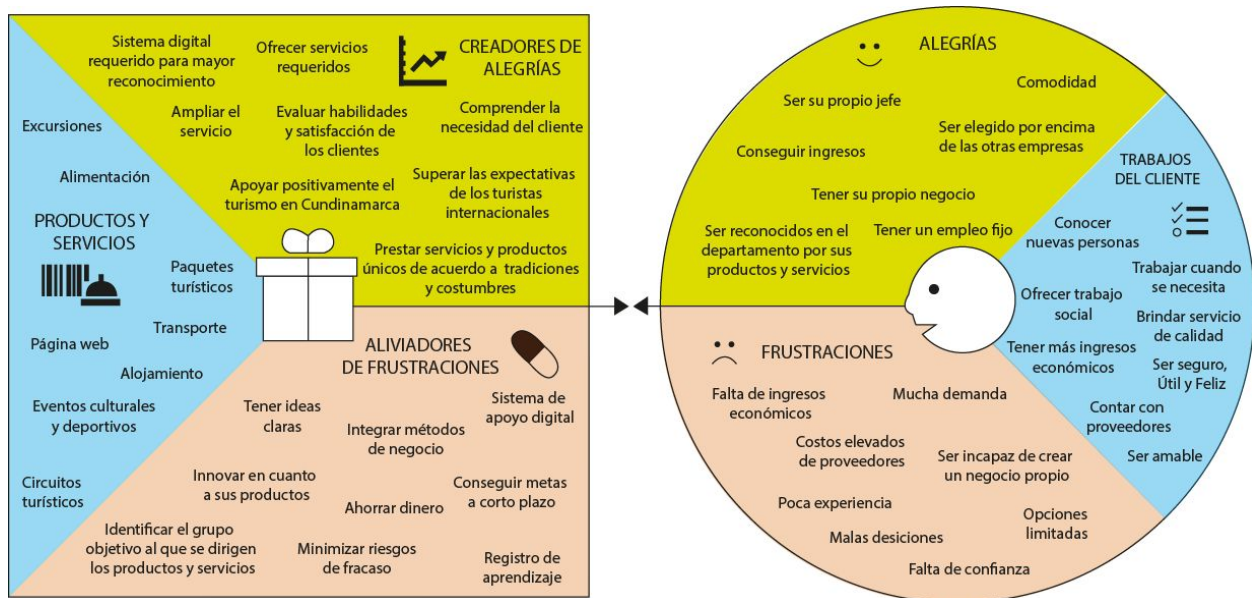 CREADORES DE
ALEGRÍAS
Sistema digital
requerido para mayor
reconocimiento
Ofrecer servicios
requeridos
Ampliar el
servicio
Evaluar habilidades
y satisfacción de
los clientes
Comprender la
necesidad del cliente
Apoyar positivamente el
turismo en Cundinamarca
Superar las expectativas
de los turistas
internacionales
Prestar servicios y productos
únicos de acuerdo a tradiciones
y costumbres
Excursiones
Alimentación
PRODUCTOS Y
SERVICIOS
Paquetes
turísticos
Transporte
Página web
Alojamiento
Eventos culturales
y deportivos
Circuitos
turísticos
ALIVIADORES
DE FRUSTRACIONES
Sistema de
apoyo digital
Tener ideas
claras
Integrar métodos
de negocio
Innovar en cuanto
a sus productos
Ahorrar dinero
Conseguir metas
a corto plazo
Identificar el grupo
objetivo al que se dirigen
los productos y servicios
Minimizar riesgos
de fracaso
Registro de
aprendizaje
ALEGRÍAS
Comodidad
Ser su propio jefe
Ser elegido por encima
de las otras empresas
Conseguir ingresos
Tener su propio negocio
Ser reconocidos en el
departamento por sus
productos y servicios
Tener un empleo fijo
TRABAJOS
DEL CLIENTE
Conocer
nuevas personas
Trabajar cuando
se necesita
Ofrecer trabajo
social
Brindar servicio
de calidad
Tener más ingresos
económicos
Ser seguro,
Útil y Feliz
Contar con
proveedores
Ser amable
FRUSTRACIONES
Falta de ingresos
económicos
Mucha demanda
Costos elevados
de proveedores
Ser incapaz de crear
un negocio propio
Poca experiencia
Opciones
limitadas
Malas desiciones
Falta de confianza